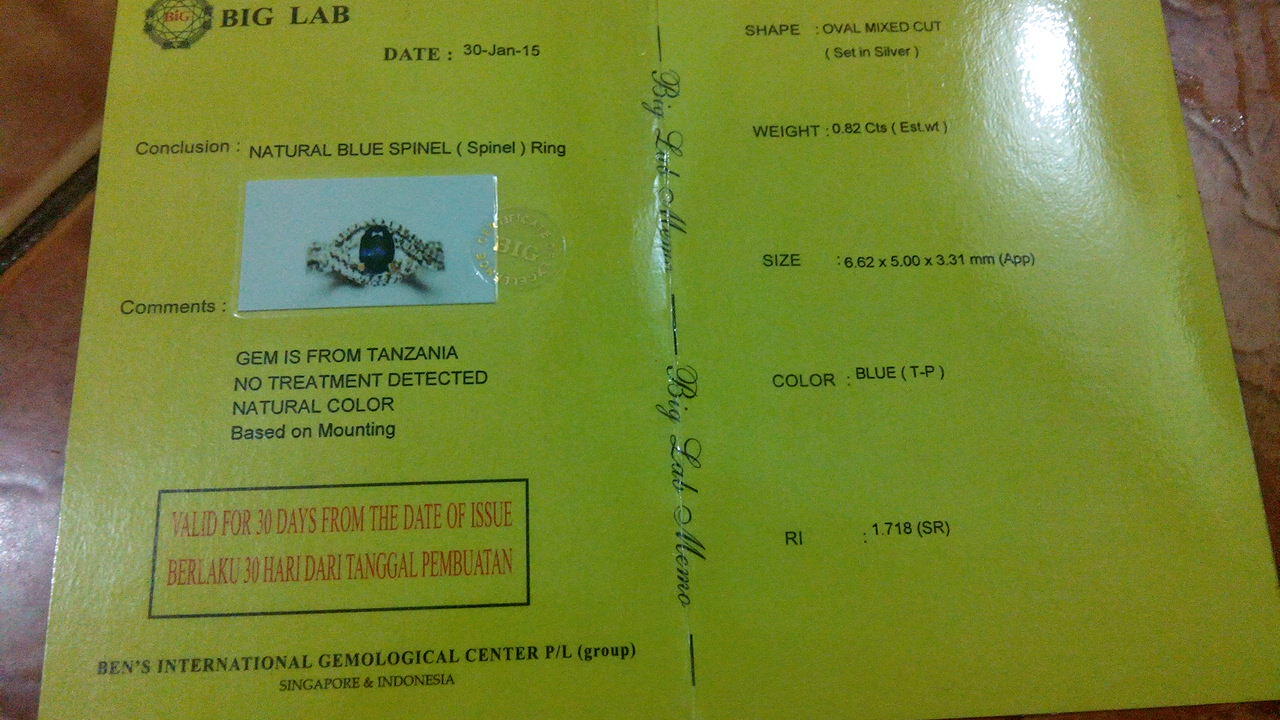 BIG
BIG LAB
DATE : 30-Jan-15
Conclusion : NATURAL BLUE SPINEL ( Spinel ) Ring
BIG
Comments :
GEM IS FROM TANZANIA
NO TREATMENT DETECTED
NATURAL COLOR
Based on Mounting
VALID FOR 30 DAYS FROM THE DATE OF ISSUE
BERLAKU 30 HARI DARI TANGGAL PEMBUATAN
BEN'S INTERNATIONAL GEMOLOGICAL CENTER P/L (group)
SINGAPORE & INDONESIA
Big Lab Memo
Big Lab Memo
SHAPE : OVAL MIXED CUT
( Set in Silver )
WEIGHT : 0.82 Cts ( Est.wt )
SIZE : 6.62 x 5.00 x 3.31 mm (App)
COLOR : BLUE ( T-P )
RI : 1.718 (SR)